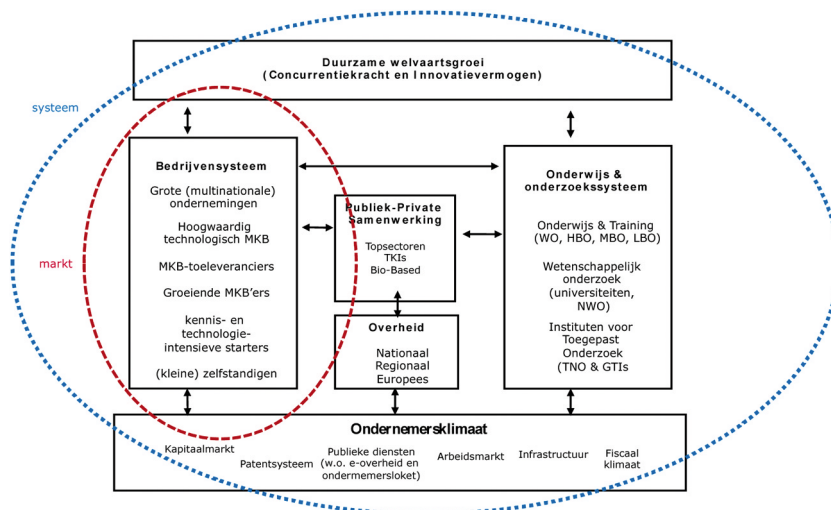 Duurzame welvaartsgroei
(Concurrentiekracht en Innovatievermogen)
systeem
markt
Bedrijvensysteem
Grote (multinationale)
ondernemingen
Hoogwaardig
technologisch MKB
MKB-toeleveranciers
Groeiende MKB'ers
kennis- en
technologie-
intensieve starters
(kleine) zelfstandigen
Publiek-Private
Samenwerking
Topsectoren
TKIs
Bio-Based
Overheid
Nationaal
Regionaal
Europees
Onderwijs &
onderzoekssysteem
Onderwijs & Training
(WO, HBO, MBO, LBO)
Wetenschappelijk
onderzoek
(universiteiten,
NWO)
Instituten voor
Toegepast
Onderzoek
(TNO & GTIs
Ondernemersklimaat
Kapitaalmarkt
Patentsysteem
Publieke diensten
(w.o. e-overheid en
ondermemersloket)
Arbeidsmarkt
Infrastructuur
Fiscaal
klimaat